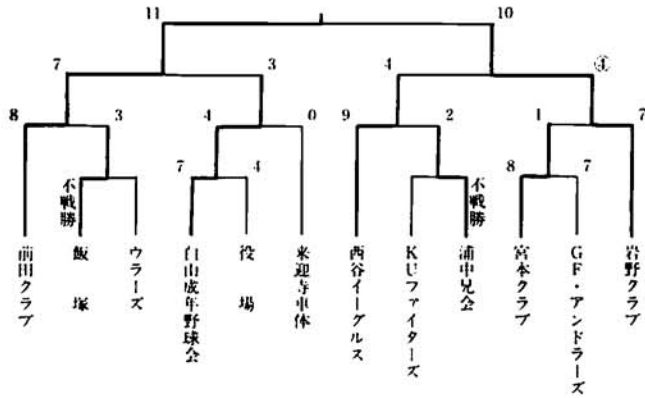 11 10
7 3 4 ④
8 3 4 0 9 2 1 7
不戦勝 7 4 不戦勝 8 7
前田クラブ
飯塚
ウラーズ
白山成年野球会
役場
来迎寺車体
西谷イーグルス
KUファイターズ
浦中兄会
宮本クラブ
GF・アンドラーズ
岩野クラブ